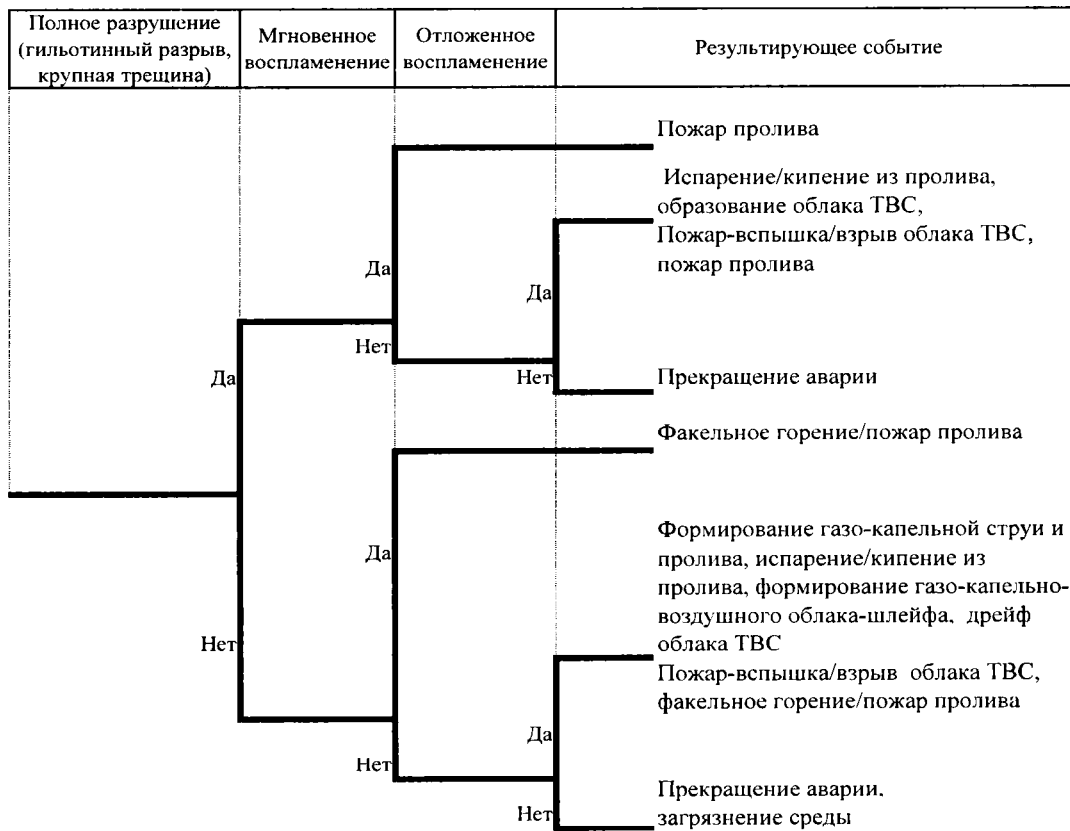 Полное разрушение
(гильотинный разрыв,
крупная трещина)
Мгновенное
воспламенение
Отложенное
воспламенение
Результирующее событие
Пожар пролива
Испарение/кипение из пролива,
образование облака ТВС,
Пожар-вспышка/взрыв облака ТВС,
пожар пролива
Да
Да
Нет
Да
Нет
Прекращение аварии
Факельное горение/пожар пролива
Формирование газо-капельной струи и
пролива, испарение/кипение из
пролива, формирование газо-капельно-
воздушного облака-шлейфа, дрейф
облака ТВС
Пожар-вспышка/взрыв облака ТВС,
факельное горение/пожар пролива
Да
Нет
Да
Нет
Нет
Прекращение аварии.
загрязнение среды